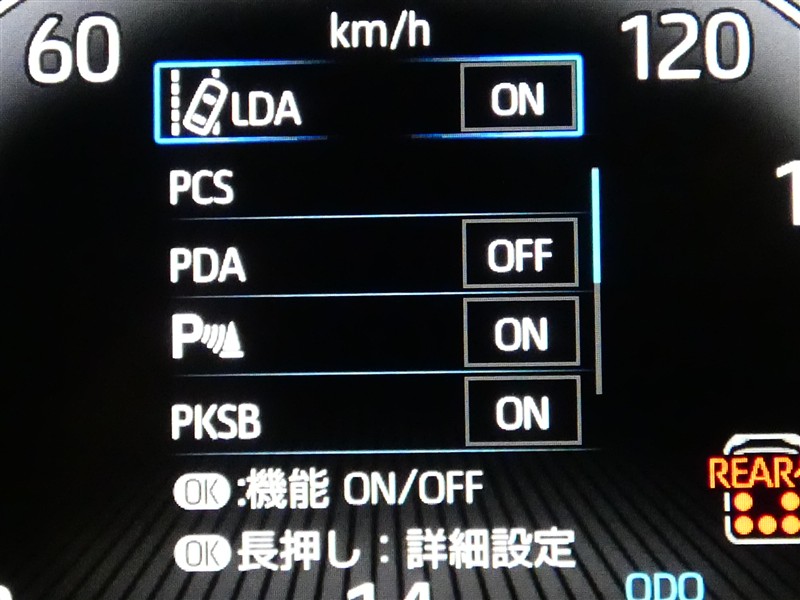 60 km/h 120
LDA ON
PCS
PDA OFF
P ON
PKSB ON
OK:機能 ON/OFF
OK長押し：詳細設定
REAR
ODO